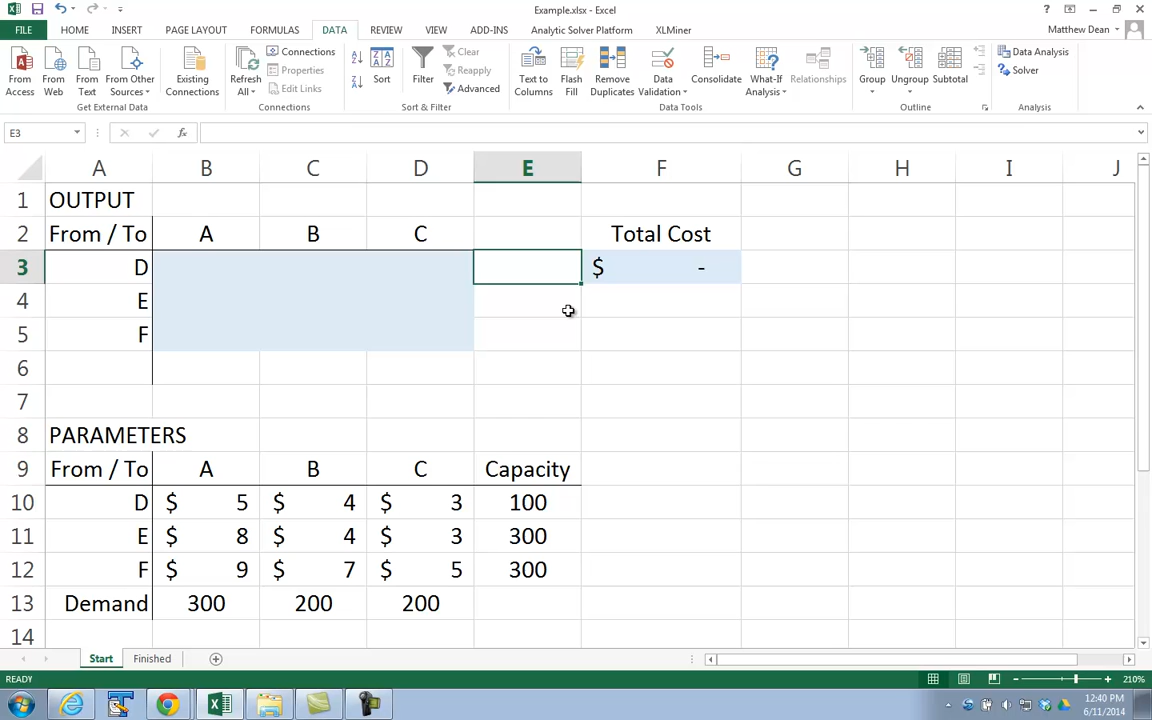 Example.xlsx - Excel
FILE HOME INSERT PAGE LAYOUT FORMULAS DATA REVIEW VIEW ADD-INS Analytic Solver Platform XLMiner Matthew Dean
From Access
From Web
From Text
From Other Sources
Existing Connections
Refresh All
Connections
Properties
Edit Links
Sort
Filter
Clear
Reapply
Advanced
Text to Columns
Flash Fill
Remove Duplicates
Data Validation
Consolidate
What-If Analysis
Relationships
Group
Ungroup
Subtotal
Data Analysis
Solver
Get External Data Connections Sort & Filter Data Tools Outline Analysis
E3 fx
A B C D E F G H I J
1 OUTPUT
2 From / To A B C Total Cost
3 D $ -
4 E
5 F
6
7
8 PARAMETERS
9 From / To A B C Capacity
10 D $ 5 $ 4 $ 3 100
11 E $ 8 $ 4 $ 3 300
12 F $ 9 $ 7 $ 5 300
13 Demand 300 200 200
14
Start Finished
READY 210%
12:40 PM
6/11/2014